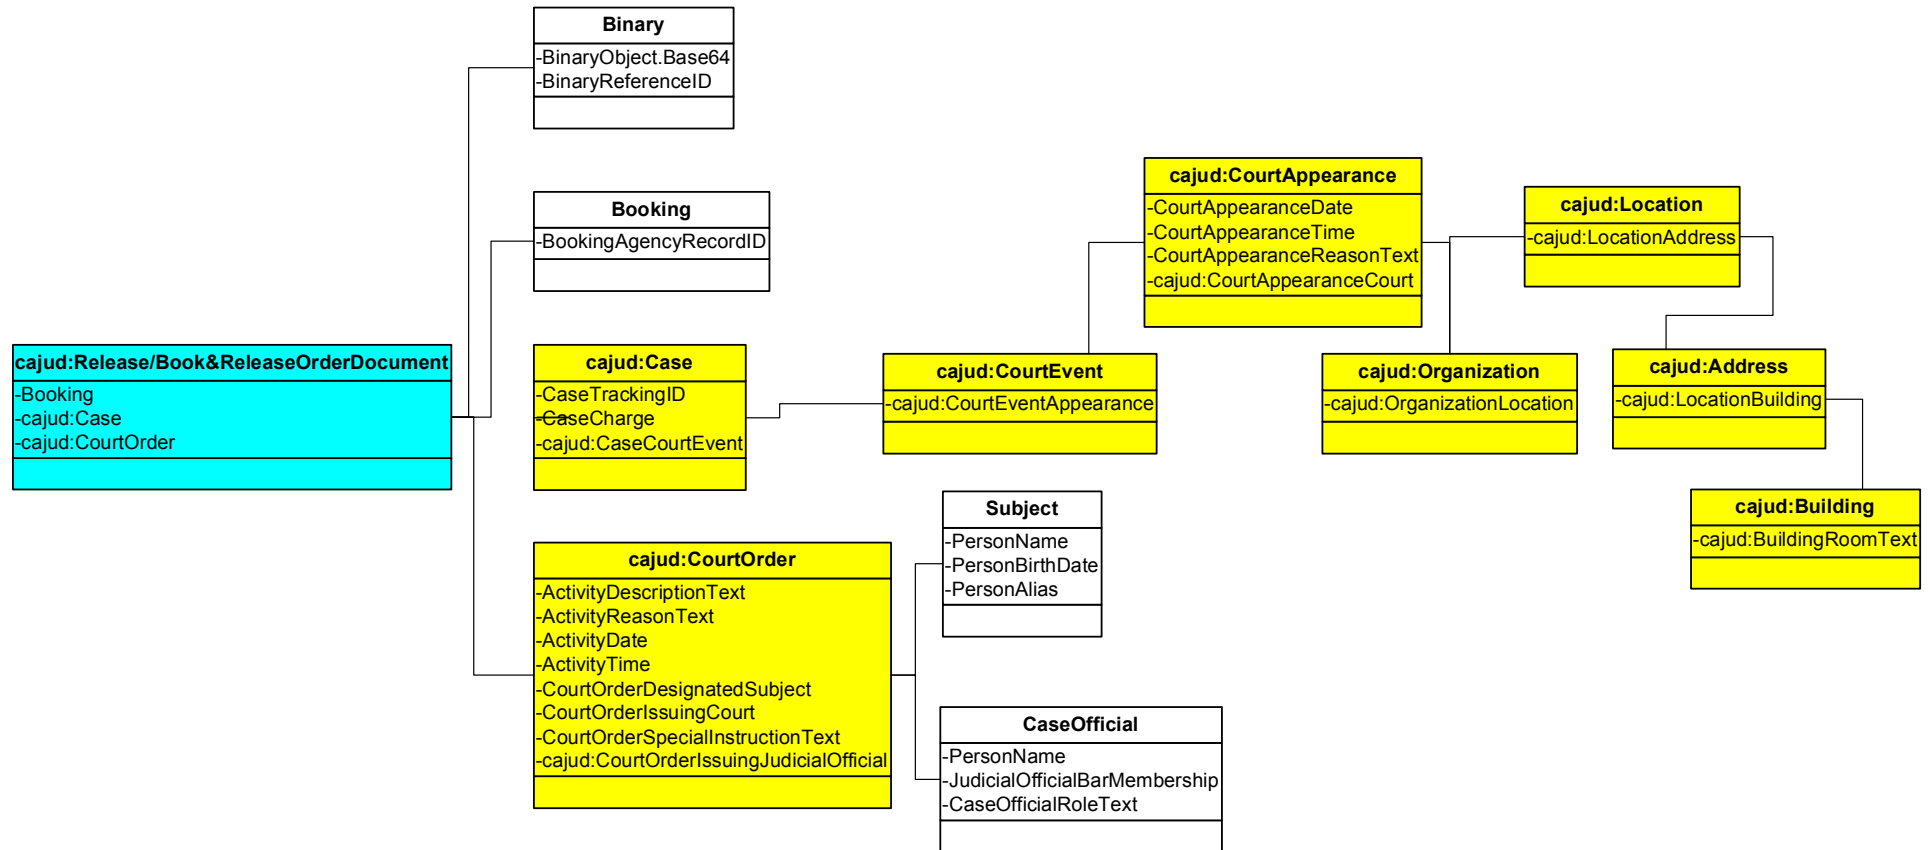 Binary
-BinaryObject.Base64
-BinaryReferenceID
Booking
-BookingAgencyRecordID
cajud:Release/Book&ReleaseOrderDocument
-Booking
-cajud:Case
-cajud:CourtOrder
cajud:Case
-CaseTrackingID
-CaseCharge
-cajud:CaseCourtEvent
cajud:CourtEvent
-cajud:CourtEventAppearance
cajud:CourtAppearance
-CourtAppearanceDate
-CourtAppearanceTime
-CourtAppearanceReasonText
-cajud:CourtAppearanceCourt
cajud:Location
-cajud:LocationAddress
cajud:Organization
-cajud:OrganizationLocation
cajud:Address
-cajud:LocationBuilding
cajud:Building
-cajud:BuildingRoomText
cajud:CourtOrder
-ActivityDescriptionText
-ActivityReasonText
-ActivityDate
-ActivityTime
-CourtOrderDesignatedSubject
-CourtOrderIssuingCourt
-CourtOrderSpecialInstructionText
-cajud:CourtOrderIssuingJudicialOfficial
Subject
-PersonName
-PersonBirthDate
-PersonAlias
CaseOfficial
-PersonName
-JudicialOfficialBarMembership
-CaseOfficialRoleText